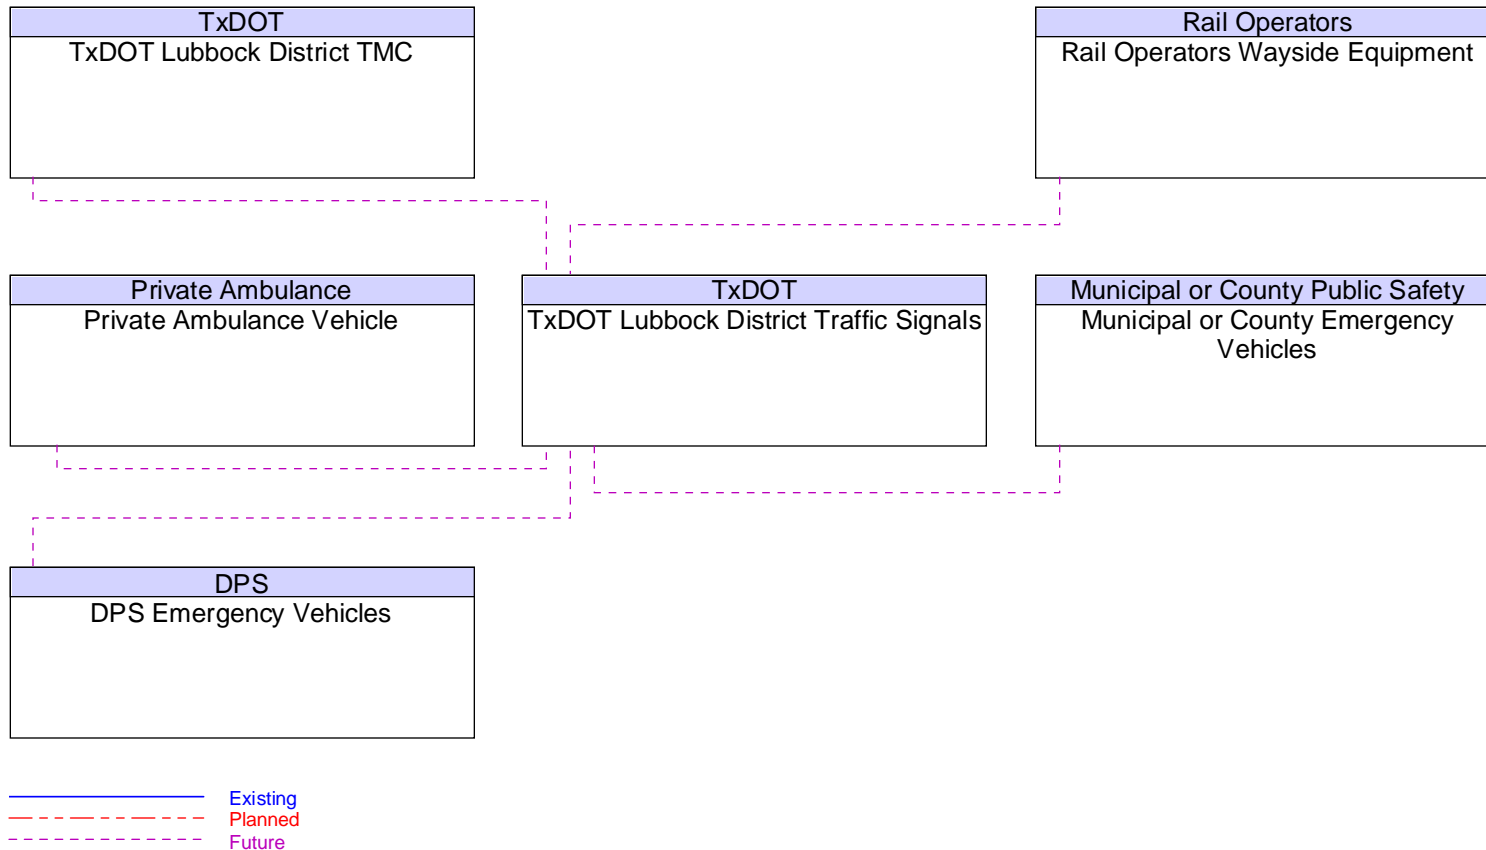 TxDOT
TxDOT Lubbock District TMC
Rail Operators
Rail Operators Wayside Equipment
Private Ambulance
Private Ambulance Vehicle
TxDOT
TxDOT Lubbock District Traffic Signals
Municipal or County Public Safety
Municipal or County Emergency
Vehicles
DPS
DPS Emergency Vehicles
Existing
Planned
Future